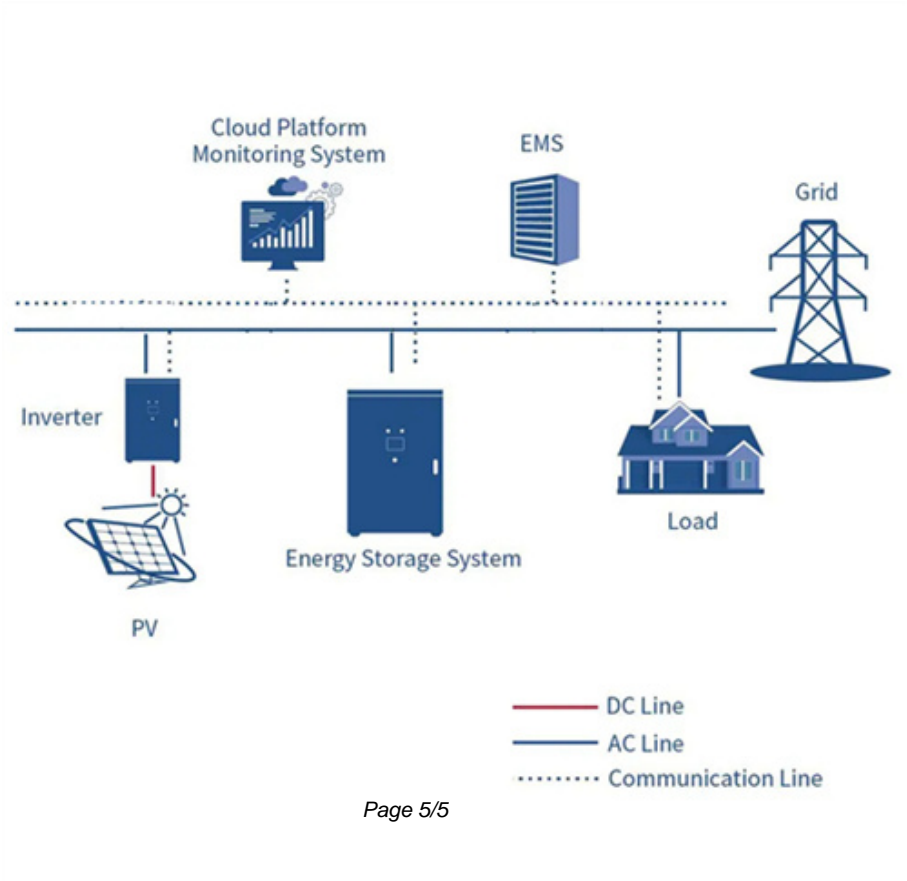 Cloud Platform
Monitoring System
EMS
Grid
Inverter
Load
Energy Storage System
PV
DC Line
AC Line
Communication Line
Page 5/5